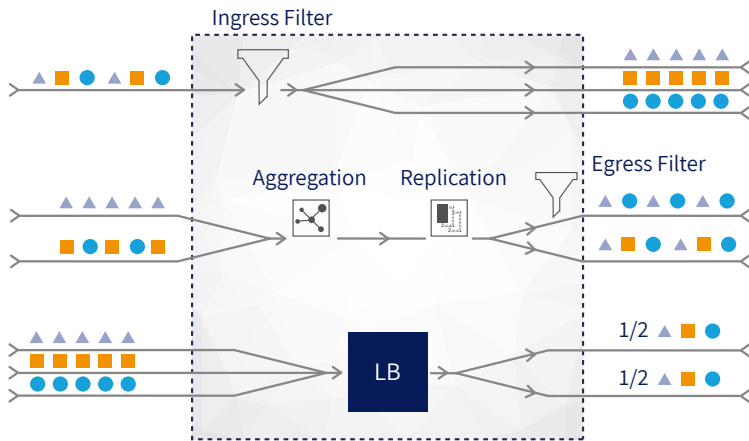 Ingress Filter
Aggregation
Replication
Egress Filter
LB
1/2
1/2